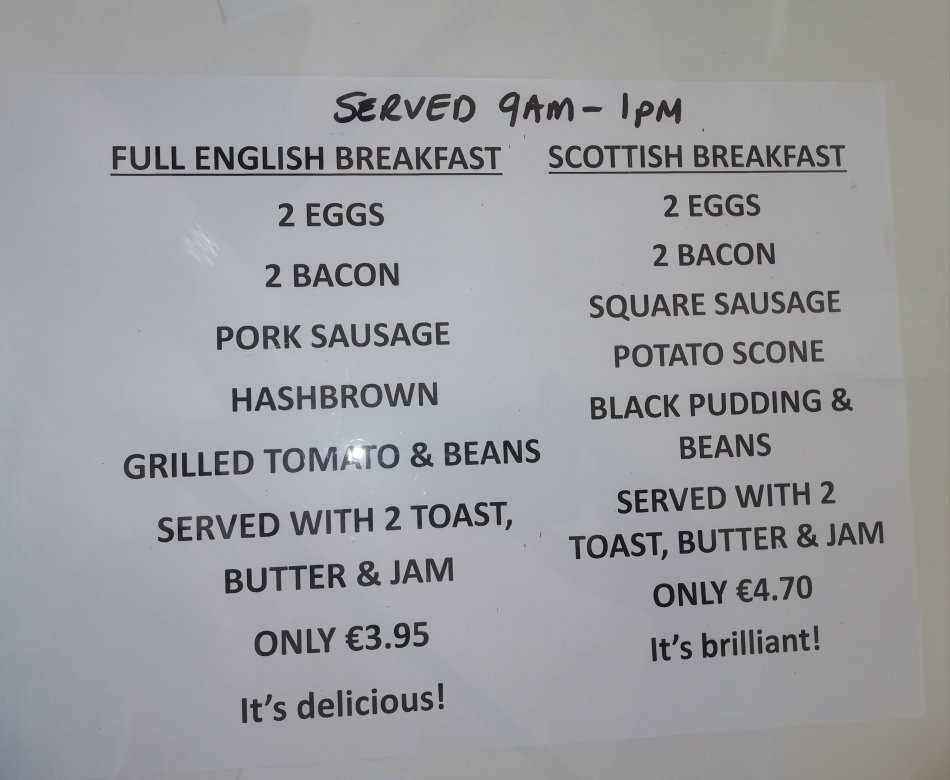 SERVED 9AM - 1PM
FULL ENGLISH BREAKFAST
2 EGGS
2 BACON
PORK SAUSAGE
HASHBROWN
GRILLED TOMATO & BEANS
SERVED WITH 2 TOAST,
BUTTER & JAM
ONLY €3.95
It's delicious!
SCOTTISH BREAKFAST
2 EGGS
2 BACON
SQUARE SAUSAGE
POTATO SCONE
BLACK PUDDING &
BEANS
SERVED WITH 2
TOAST, BUTTER & JAM
ONLY €4.70
It's brilliant!